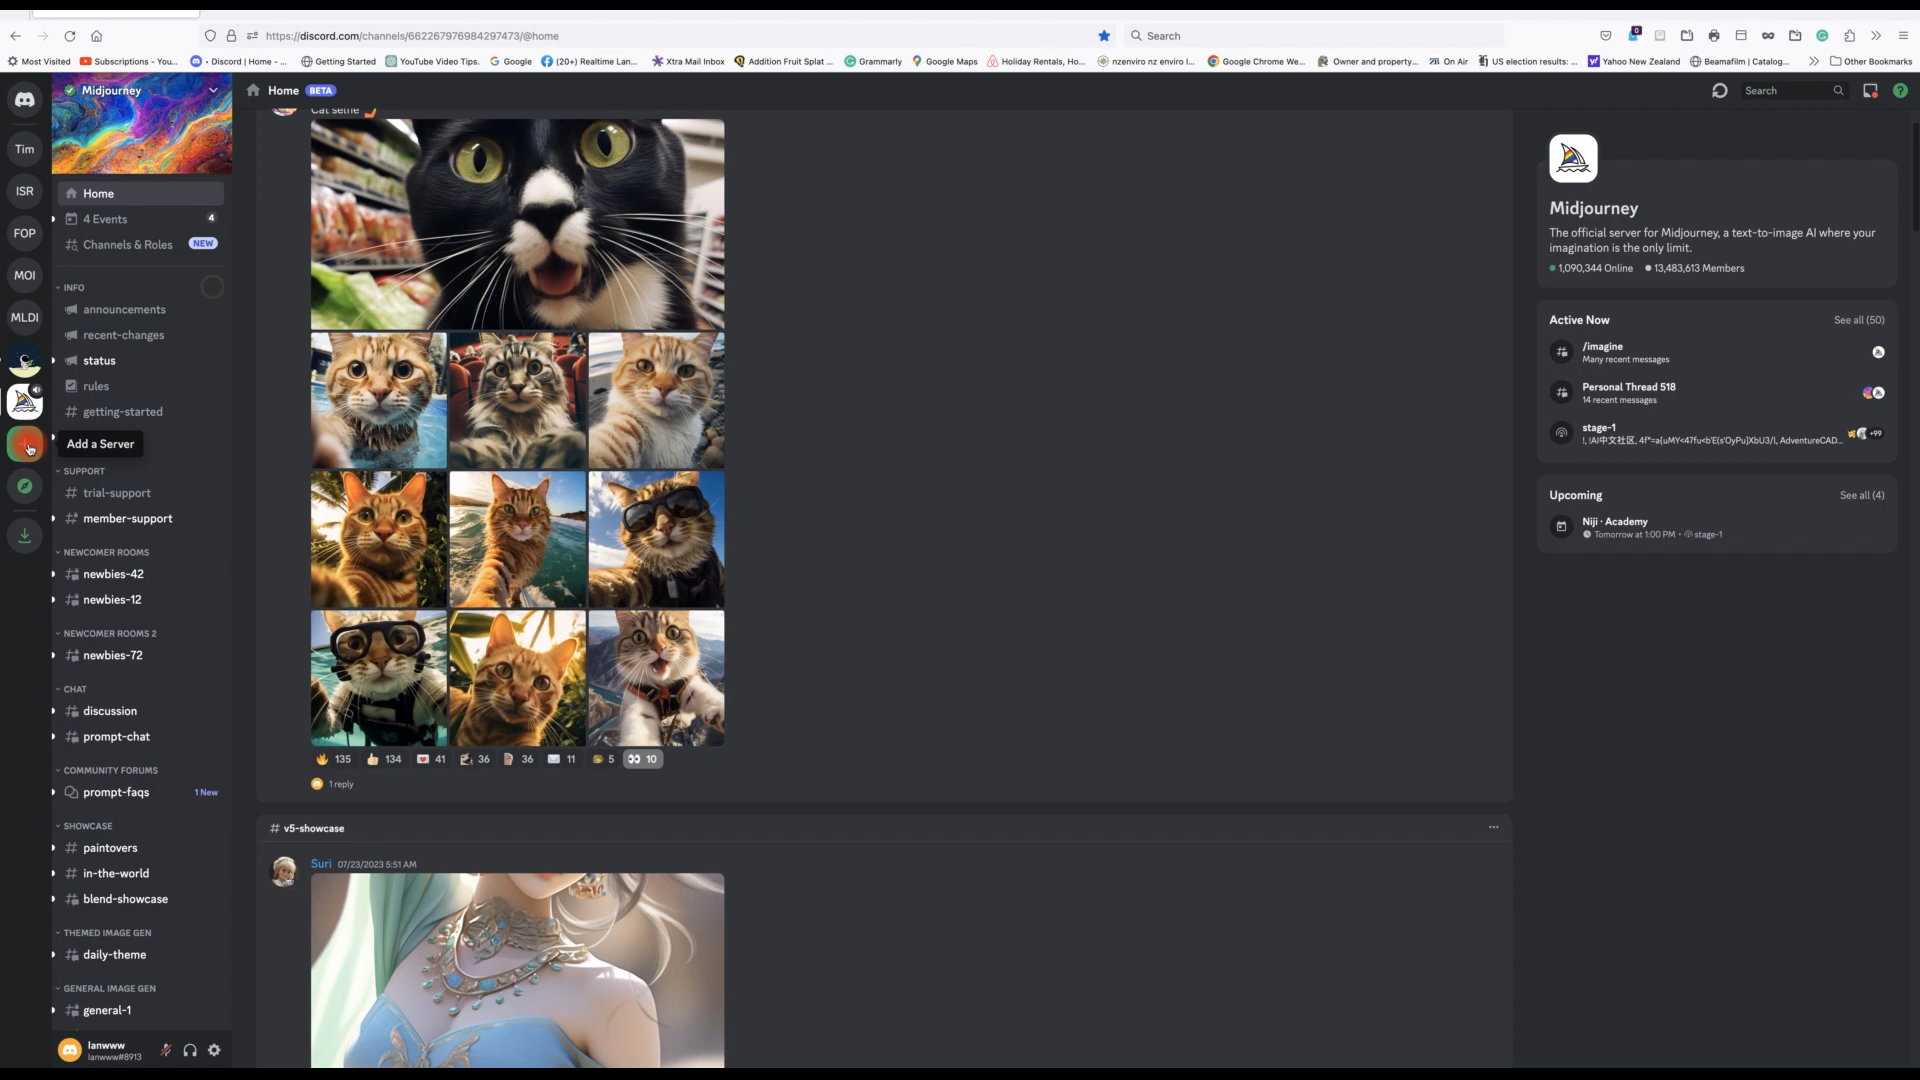 https://discord.com/channels/662267976984297473/@home
Search
0
Most Visited
Subscriptions - You...
• Discord | Home - ...
Getting Started
YouTube Video Tips.
Google
(20+) Realtime Lan...
Xtra Mail Inbox
Addition Fruit Splat ...
Grammarly
Google Maps
Holiday Rentals, Ho...
nzenviro nz enviro l...
Google Chrome We...
Owner and property...
On Air
US election results: ...
Yahoo New Zealand
Beamafilm | Catalog...
Other Bookmarks
Midjourney
Home BETA
Search
Tim
ISR
FOP
MOI
MLDI
Add a Server
Home
4 Events 4
Channels & Roles NEW
INFO
announcements
recent-changes
status
rules
getting-started
SUPPORT
trial-support
member-support
NEWCOMER ROOMS
newbies-42
newbies-12
NEWCOMER ROOMS 2
newbies-72
CHAT
discussion
prompt-chat
COMMUNITY FORUMS
prompt-faqs 1 New
SHOWCASE
paintovers
in-the-world
blend-showcase
THEMED IMAGE GEN
daily-theme
GENERAL IMAGE GEN
general-1
lanwww
lanwww#8913
Cat selfie
135 134 41 36 36 11 5 10
1 reply
# v5-showcase
Suri 07/23/2023 5:51 AM
Midjourney
The official server for Midjourney, a text-to-image AI where your
imagination is the only limit.
1,090,344 Online 13,483,613 Members
Active Now See all (50)
/imagine
Many recent messages
Personal Thread 518
14 recent messages
stage-1
AdventureCAD... +99
Upcoming See all (4)
Niji · Academy
Tomorrow at 1:00 PM • stage-1